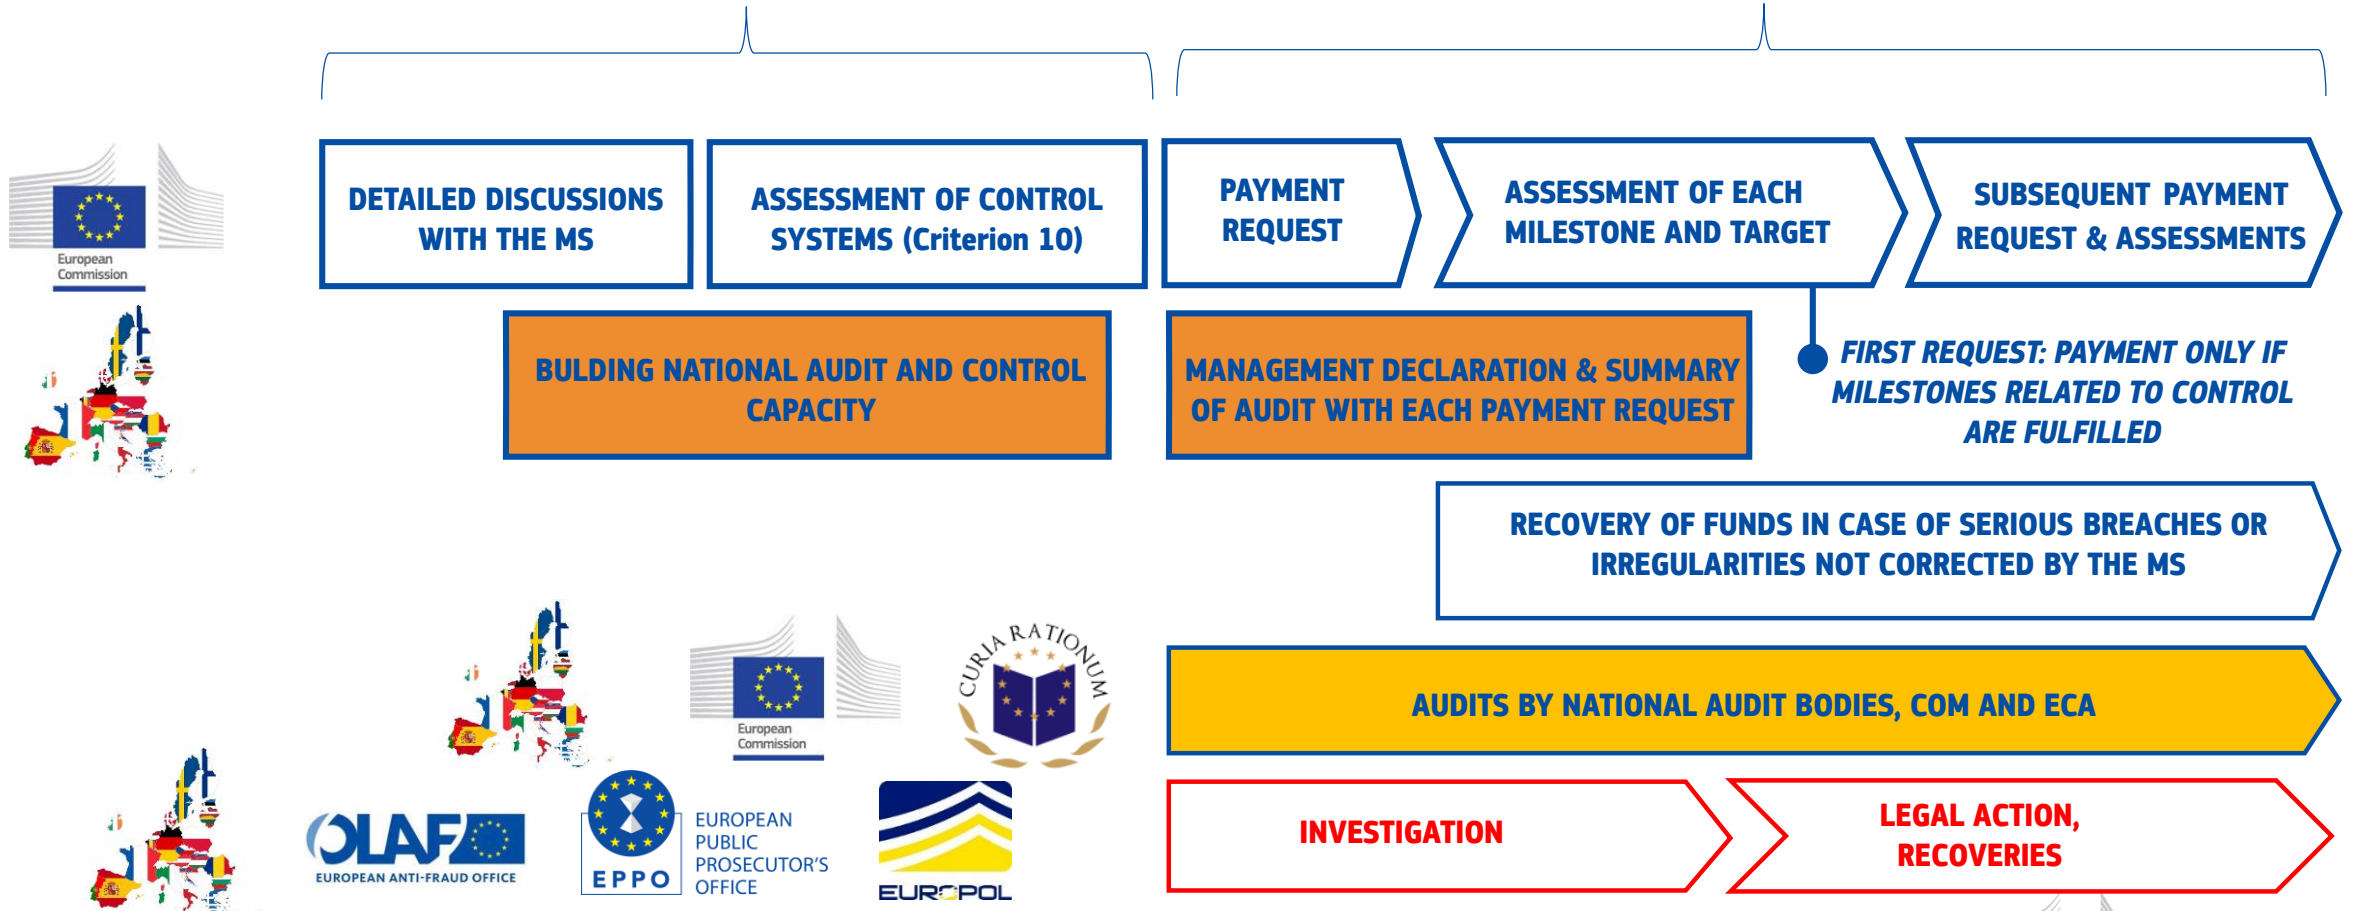 DETAILED DISCUSSIONS
WITH THE MS
ASSESSMENT OF CONTROL
SYSTEMS (Criterion 10)
PAYMENT
REQUEST
ASSESSMENT OF EACH
MILESTONE AND TARGET
SUBSEQUENT PAYMENT
REQUEST & ASSESSMENTS
European
Commission
BULDING NATIONAL AUDIT AND CONTROL
CAPACITY
MANAGEMENT DECLARATION & SUMMARY
OF AUDIT WITH EACH PAYMENT REQUEST
FIRST REQUEST: PAYMENT ONLY IF
MILESTONES RELATED TO CONTROL
ARE FULFILLED
RECOVERY OF FUNDS IN CASE OF SERIOUS BREACHES OR
IRREGULARITIES NOT CORRECTED BY THE MS
European
Commission
CURIA RATIONUM
AUDITS BY NATIONAL AUDIT BODIES, COM AND ECA
OLAF
EUROPEAN ANTI-FRAUD OFFICE
EPPO
EUROPEAN
PUBLIC
PROSECUTOR'S
OFFICE
EUROPOL
INVESTIGATION
LEGAL ACTION,
RECOVERIES